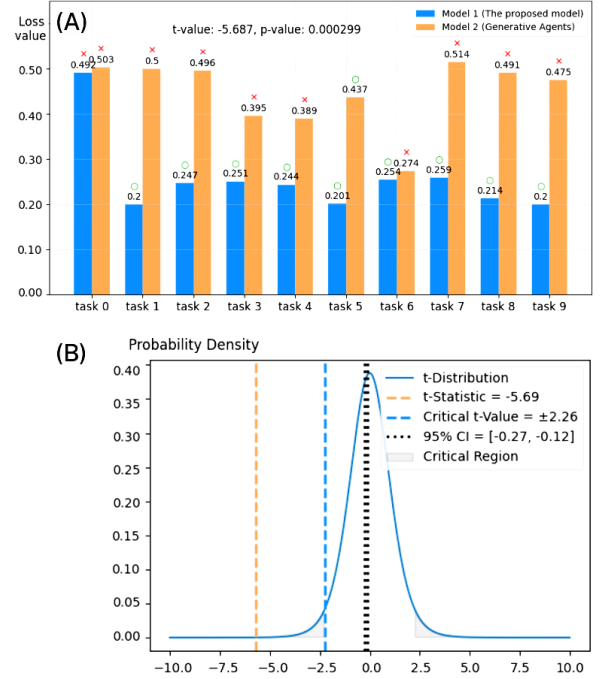 Loss
value
(A)
t-value: -5.687, p-value: 0.000299
Model 1 (The proposed model)
Model 2 (Generative Agents)
0.50
0.40
0.30
0.20
0.10
0.00
× × × × × × ○ × × × ×
0.492 0.503 0.5 0.496 0.395 0.389 0.437 0.274 0.514 0.491 0.475
○ ○ ○ ○ ○ ○ ○ ○ ○
0.2 0.247 0.251 0.244 0.201 0.254 0.259 0.214 0.2
task 0 task 1 task 2 task 3 task 4 task 5 task 6 task 7 task 8 task 9
(B)
Probability Density
0.40
0.35
0.30
0.25
0.20
0.15
0.10
0.05
0.00
t-Distribution
t-Statistic = -5.69
Critical t-Value = ±2.26
95% CI = [-0.27, -0.12]
Critical Region
−10.0 −7.5 −5.0 −2.5 0.0 2.5 5.0 7.5 10.0